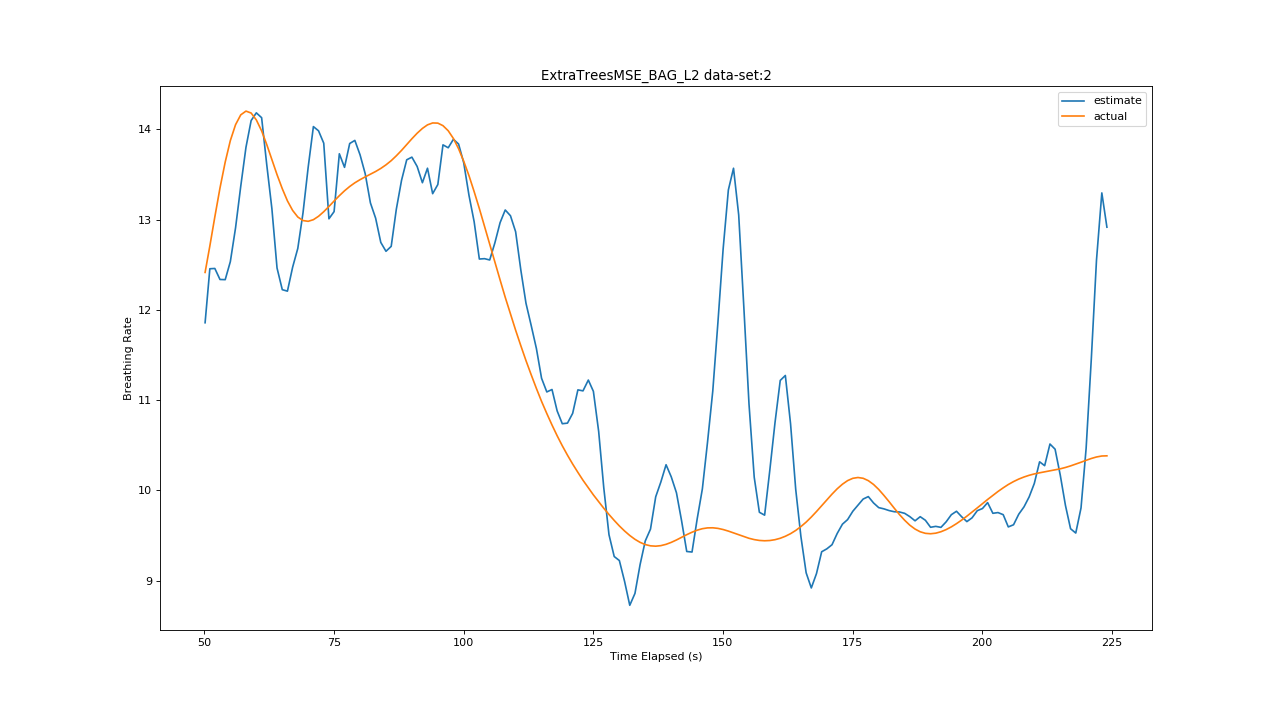 ExtraTreesMSE_BAG_L2 data-set:2
estimate
actual
14
13
12
11
10
9
Breathing Rate
50
75
100
125
150
175
200
225
Time Elapsed (s)